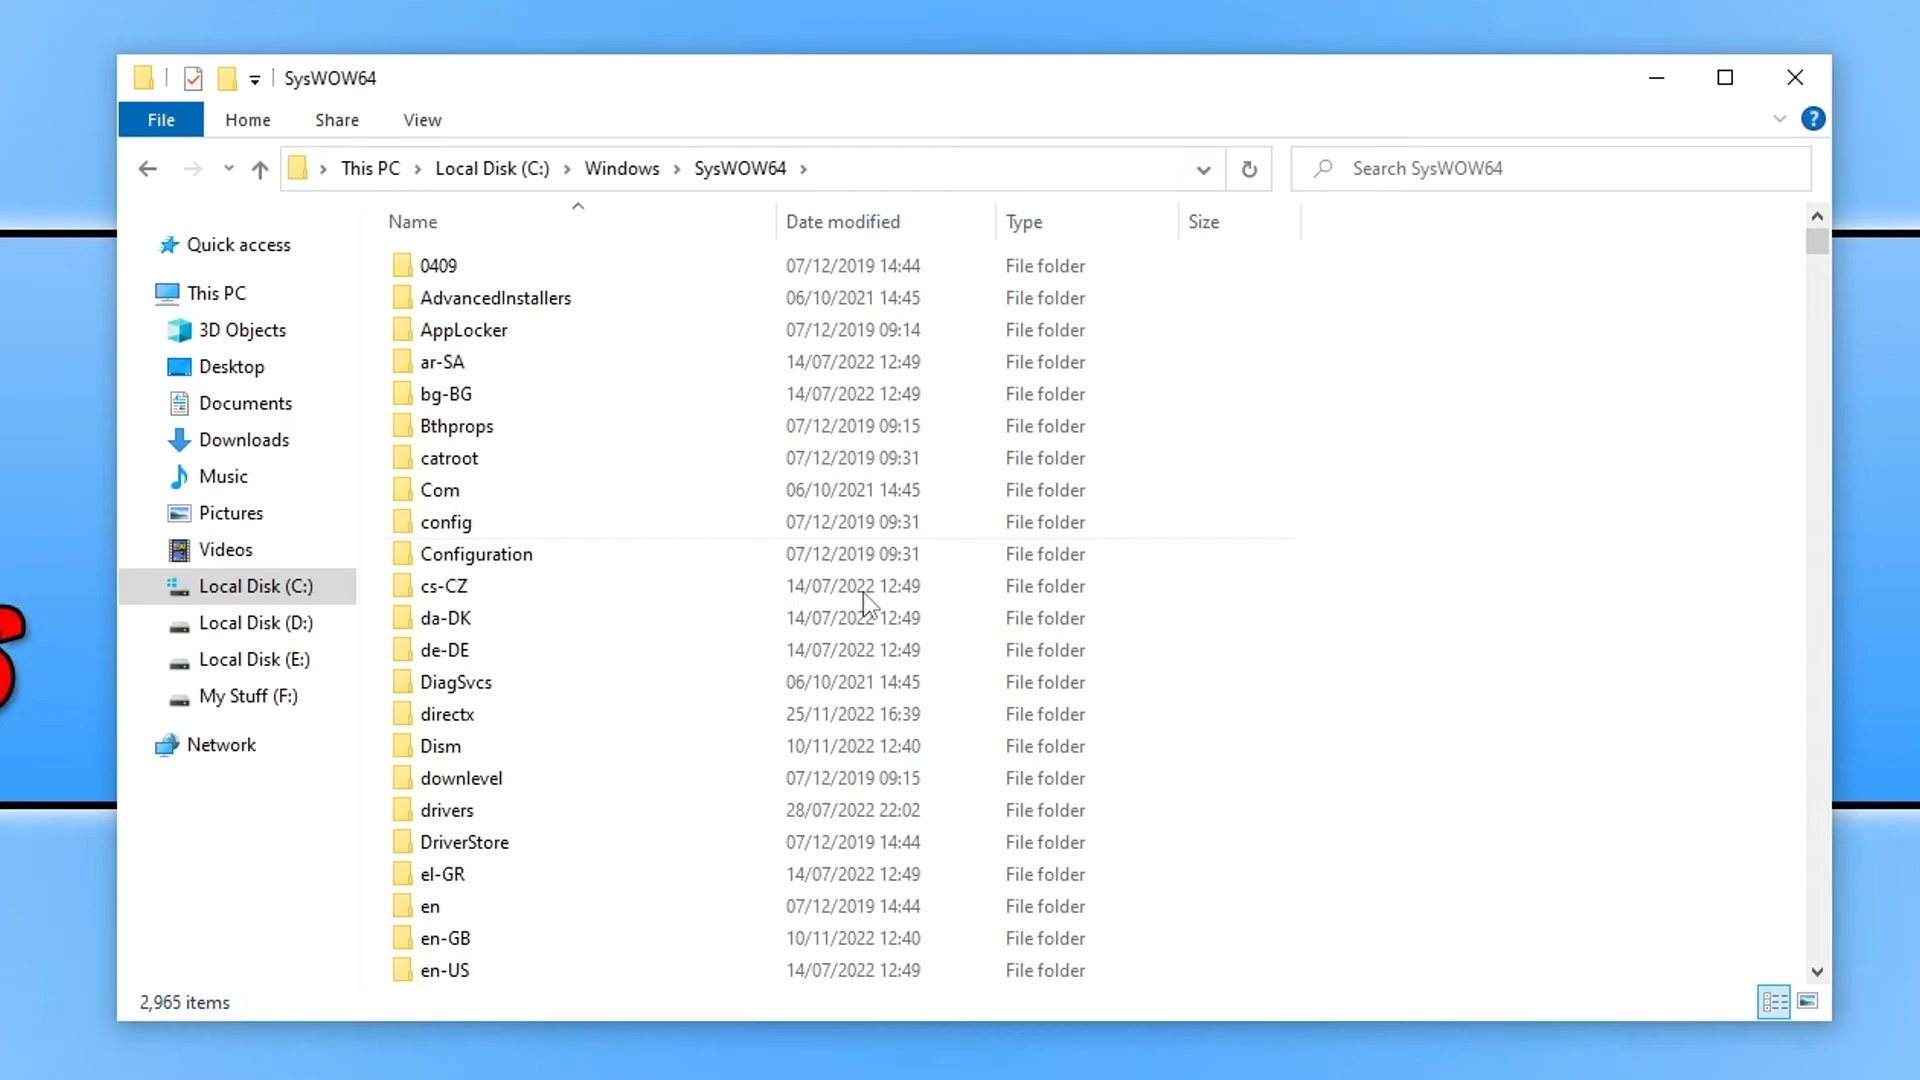 SysWOW64
File Home Share View
This PC Local Disk (C:) Windows SysWOW64
Search SysWOW64
Name Date modified Type Size
Quick access
This PC
3D Objects
Desktop
Documents
Downloads
Music
Pictures
Videos
Local Disk (C:)
Local Disk (D:)
Local Disk (E:)
My Stuff (F:)
Network
0409 07/12/2019 14:44 File folder
AdvancedInstallers 06/10/2021 14:45 File folder
AppLocker 07/12/2019 09:14 File folder
ar-SA 14/07/2022 12:49 File folder
bg-BG 14/07/2022 12:49 File folder
Bthprops 07/12/2019 09:15 File folder
catroot 07/12/2019 09:31 File folder
Com 06/10/2021 14:45 File folder
config 07/12/2019 09:31 File folder
Configuration 07/12/2019 09:31 File folder
cs-CZ 14/07/2022 12:49 File folder
da-DK 14/07/2022 12:49 File folder
de-DE 14/07/2022 12:49 File folder
DiagSvcs 06/10/2021 14:45 File folder
directx 25/11/2022 16:39 File folder
Dism 10/11/2022 12:40 File folder
downlevel 07/12/2019 09:15 File folder
drivers 28/07/2022 22:02 File folder
DriverStore 07/12/2019 14:44 File folder
el-GR 14/07/2022 12:49 File folder
en 07/12/2019 14:44 File folder
en-GB 10/11/2022 12:40 File folder
en-US 14/07/2022 12:49 File folder
2,965 items